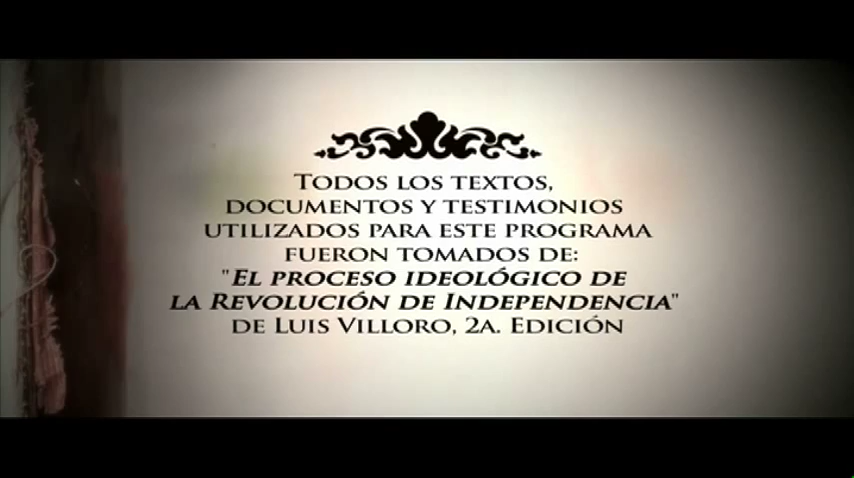 TODOS LOS TEXTOS,
DOCUMENTOS Y TESTIMONIOS
UTILIZADOS PARA ESTE PROGRAMA
FUERON TOMADOS DE:
"EL PROCESO IDEOLÓGICO DE
LA REVOLUCIÓN DE INDEPENDENCIA"
DE LUIS VILLORO, 2A. EDICIÓN